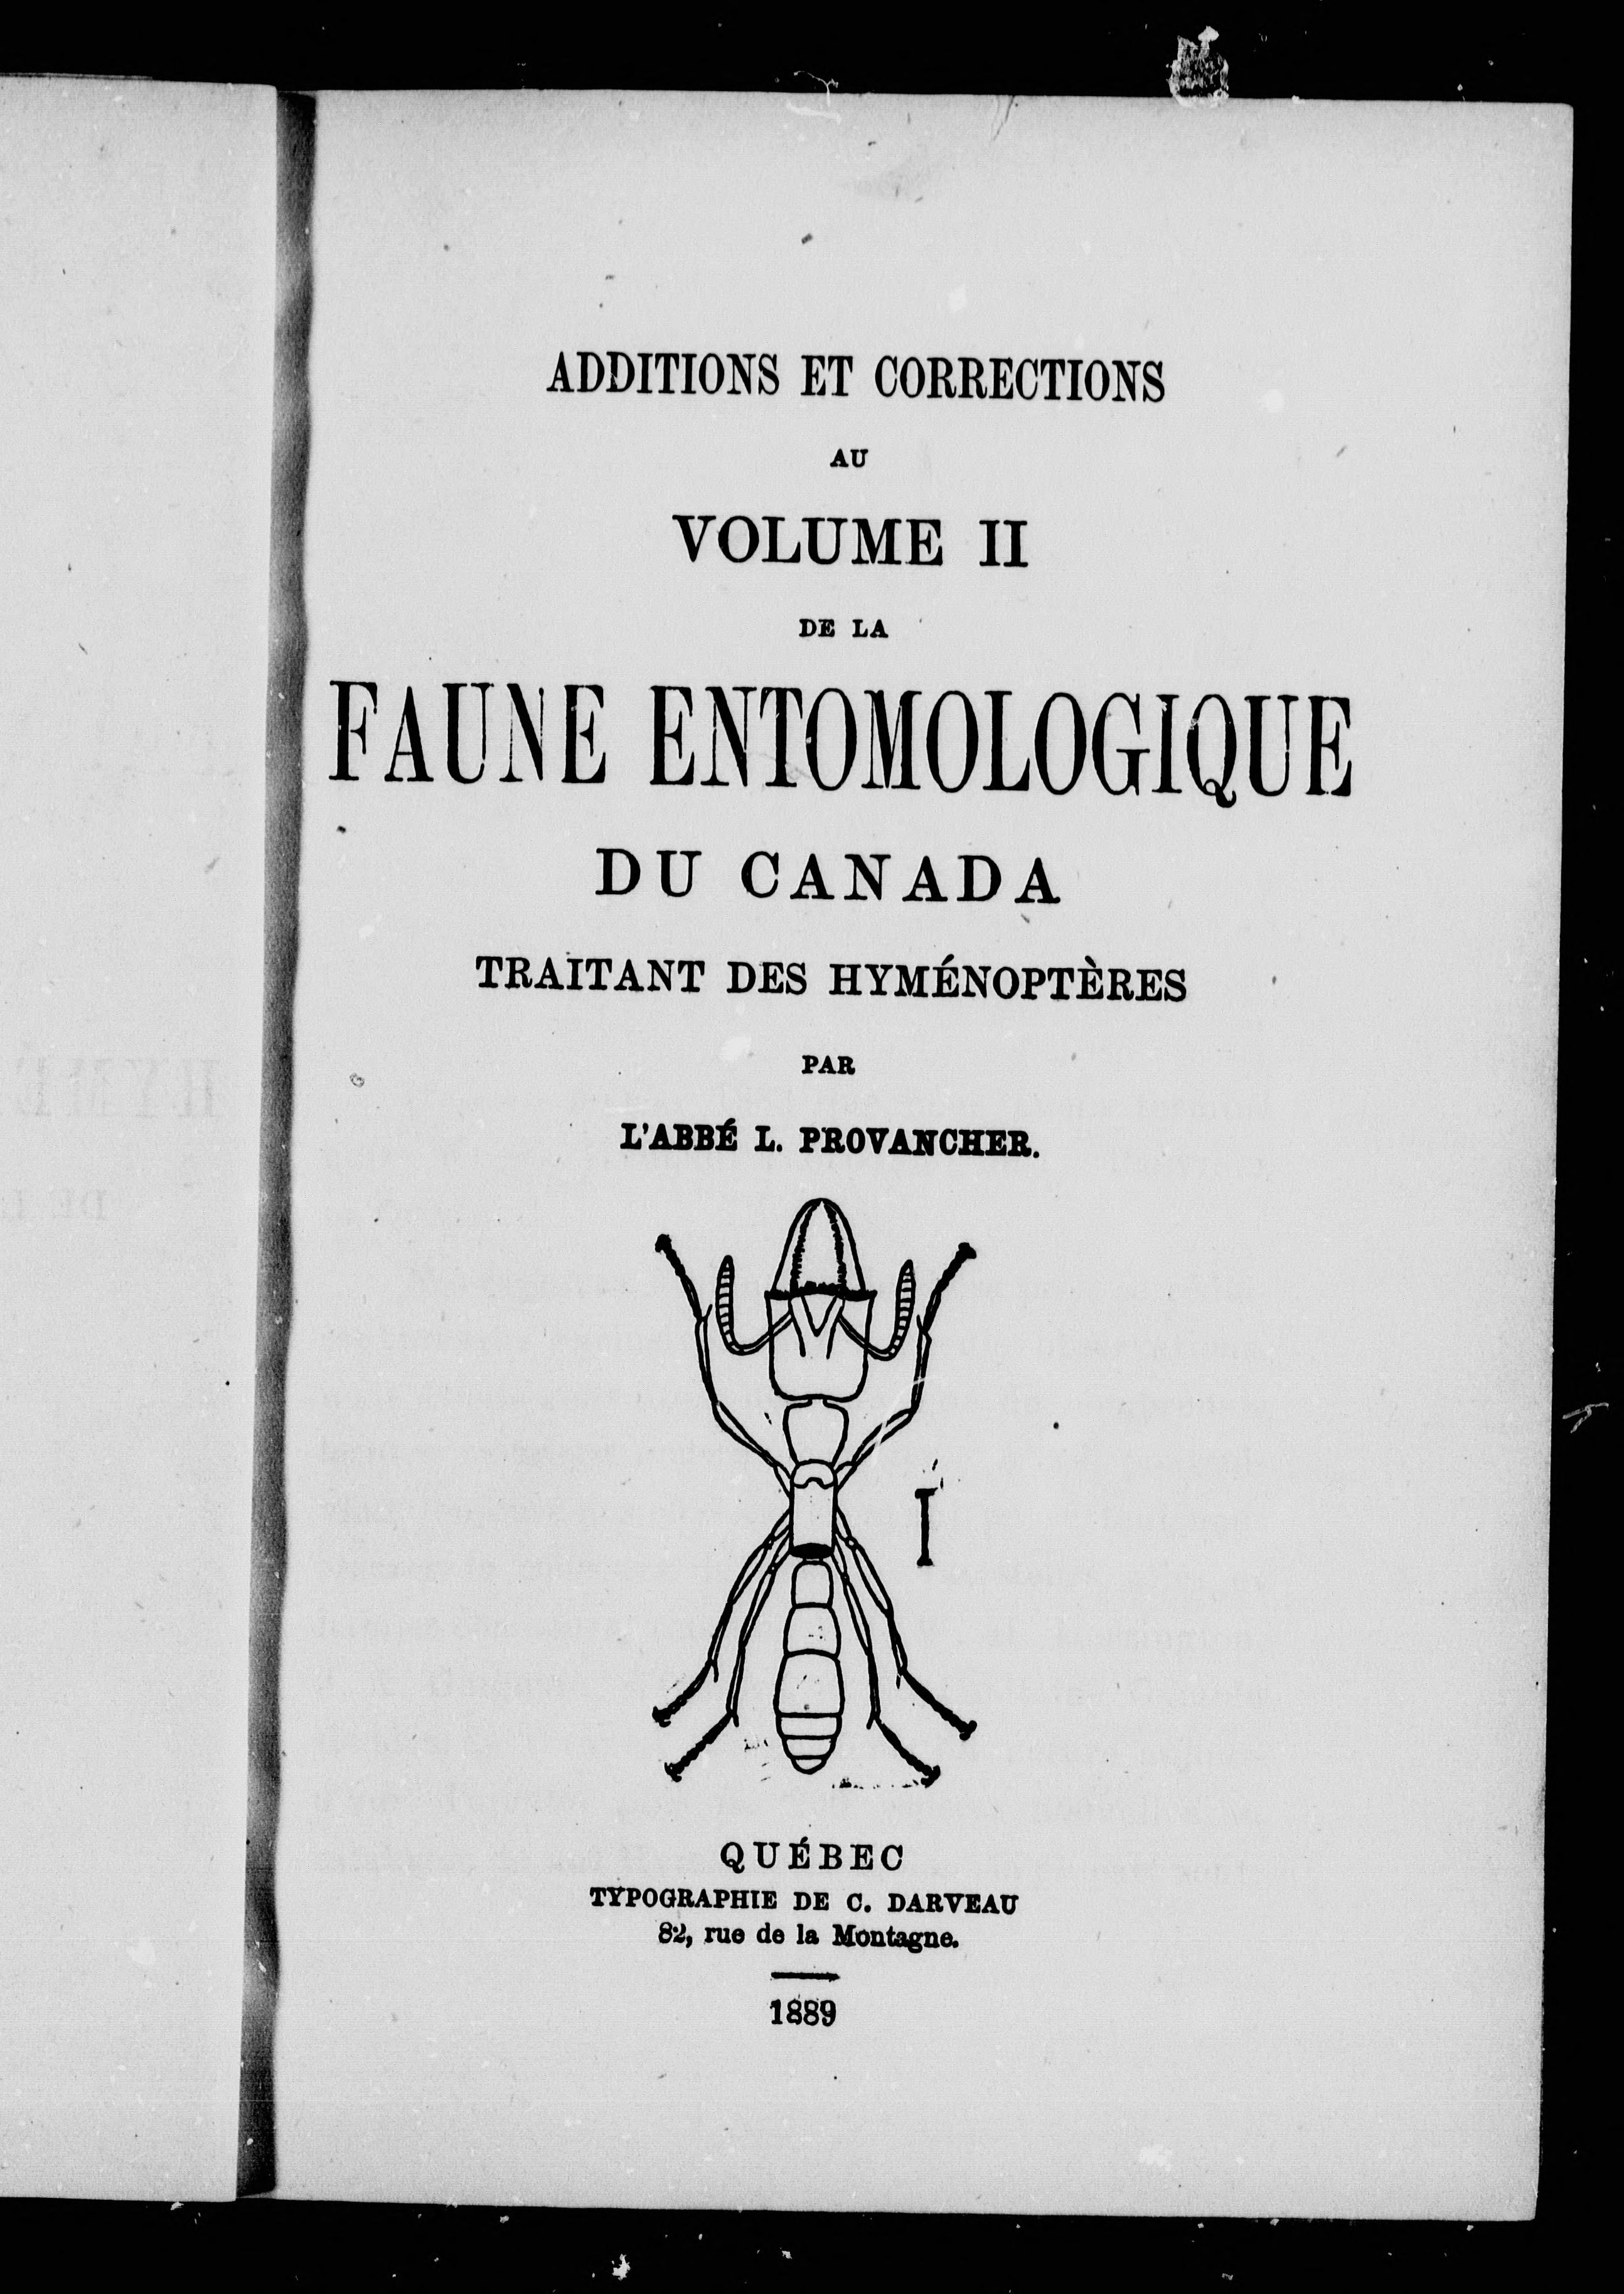 ADDITIONS ET CORRECTIONS
AU
VOLUME II
DE LA
FAUNE ENTOMOLOGIQUE
DU CANADA
TRAITANT DES HYMÉNOPTÈRES
PAR
L'ABBÉ L. PROVANCHER.
QUÉBEC
TYPOGRAPHIE DE C. DARVEAU
82, rue de la Montagne.
1889